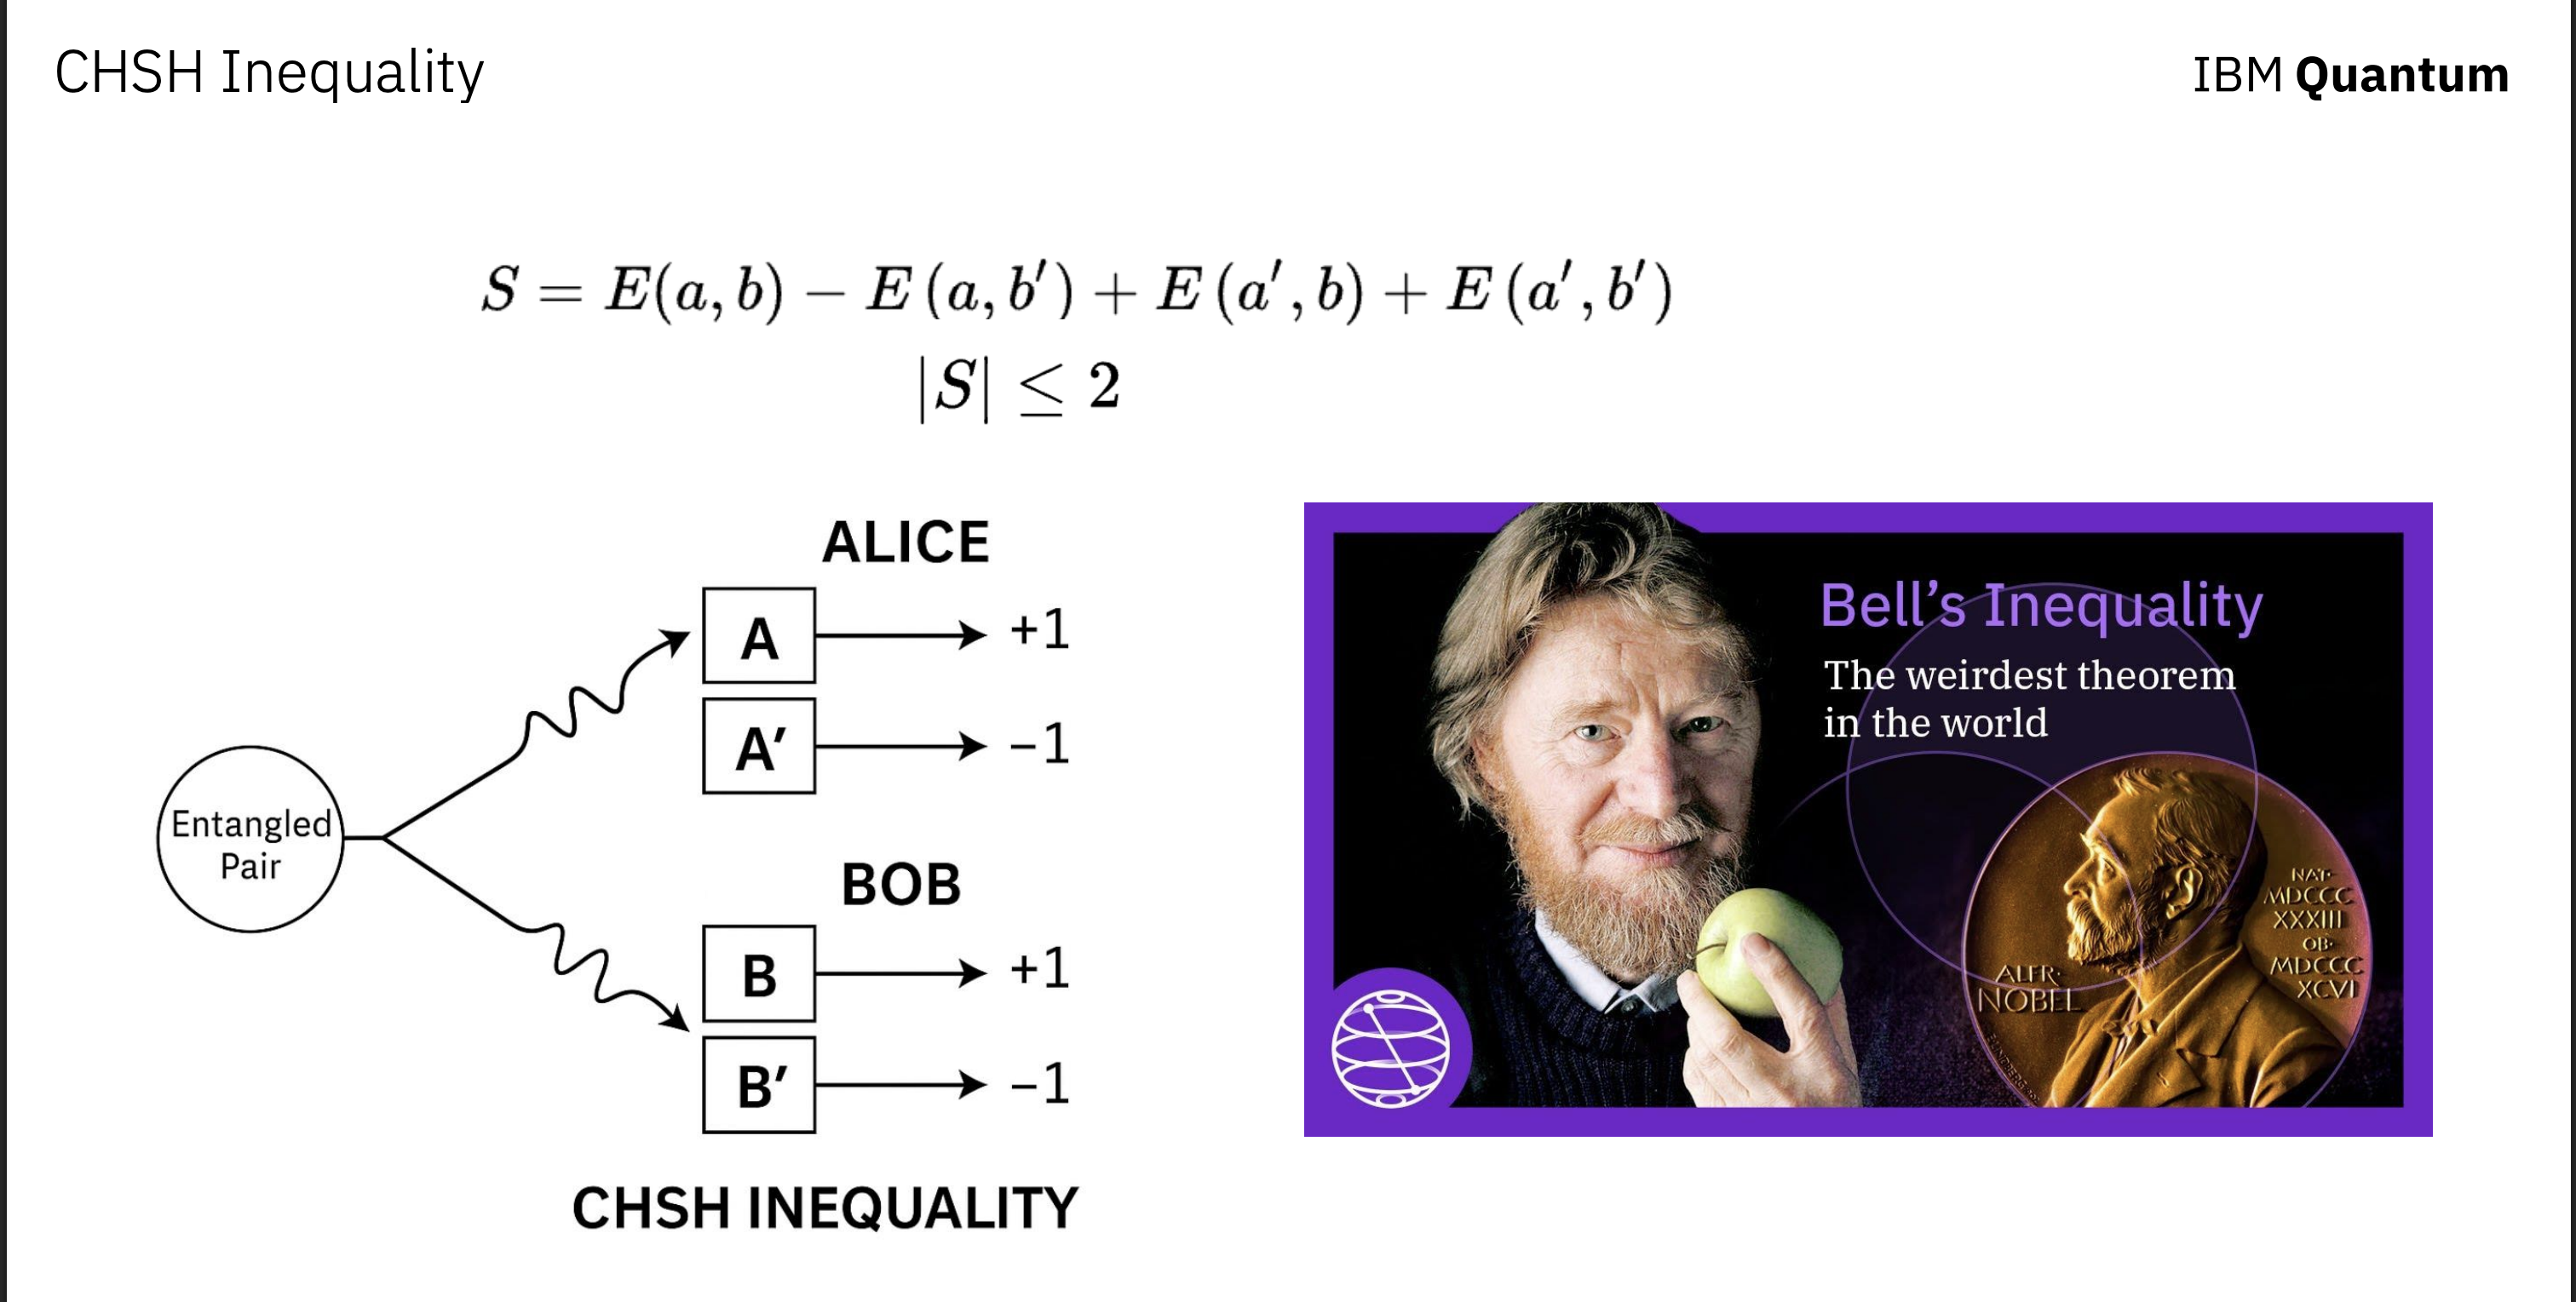 CHSH Inequality
IBM Quantum
S = E(a, b) − E (a, b′) + E (a′, b) + E (a′, b′)
|S| ≤ 2
ALICE
A
+1
A′
−1
Entangled
Pair
BOB
B
+1
B′
−1
CHSH INEQUALITY
Bell’s Inequality
The weirdest theorem
in the world
NAT·
MDCCC
XXXIII
OB·
MDCCC
XCVI
ALFR·
NOBEL